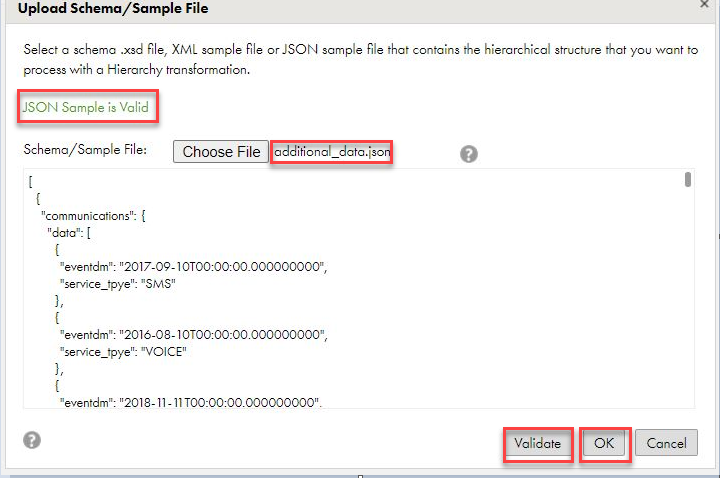 Upload Schema/Sample File
Select a schema .xsd file, XML sample file or JSON sample file that contains the hierarchical structure that you want to
process with a Hierarchy transformation.
JSON Sample is Valid
Schema/Sample File: Choose File additional_data.json
[
{
"communications": {
"data": [
{
"eventdm": "2017-09-10T00:00:00.000000000",
"service_tpye": "SMS"
},
{
"eventdm": "2016-08-10T00:00:00.000000000",
"service_tpye": "VOICE"
},
{
"eventdm": "2018-11-11T00:00:00.000000000",
Validate OK Cancel